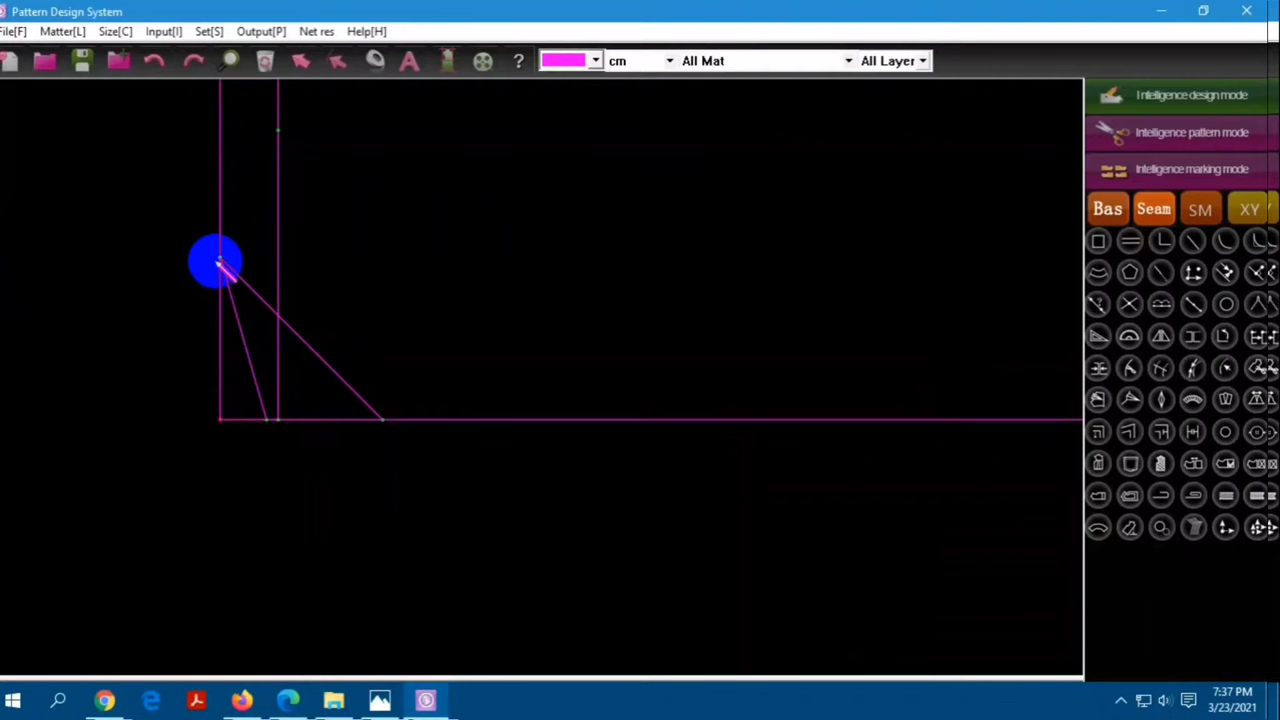 Pattern Design System
File[F] Matter[L] Size[C] Input[I] Set[S] Output[P] Net res Help[H]
A ? cm All Mat All Layer
Intelligence design mode
Intelligence pattern mode
Intelligence marking mode
Bas Seam SM XY
7:37 PM
3/23/2021